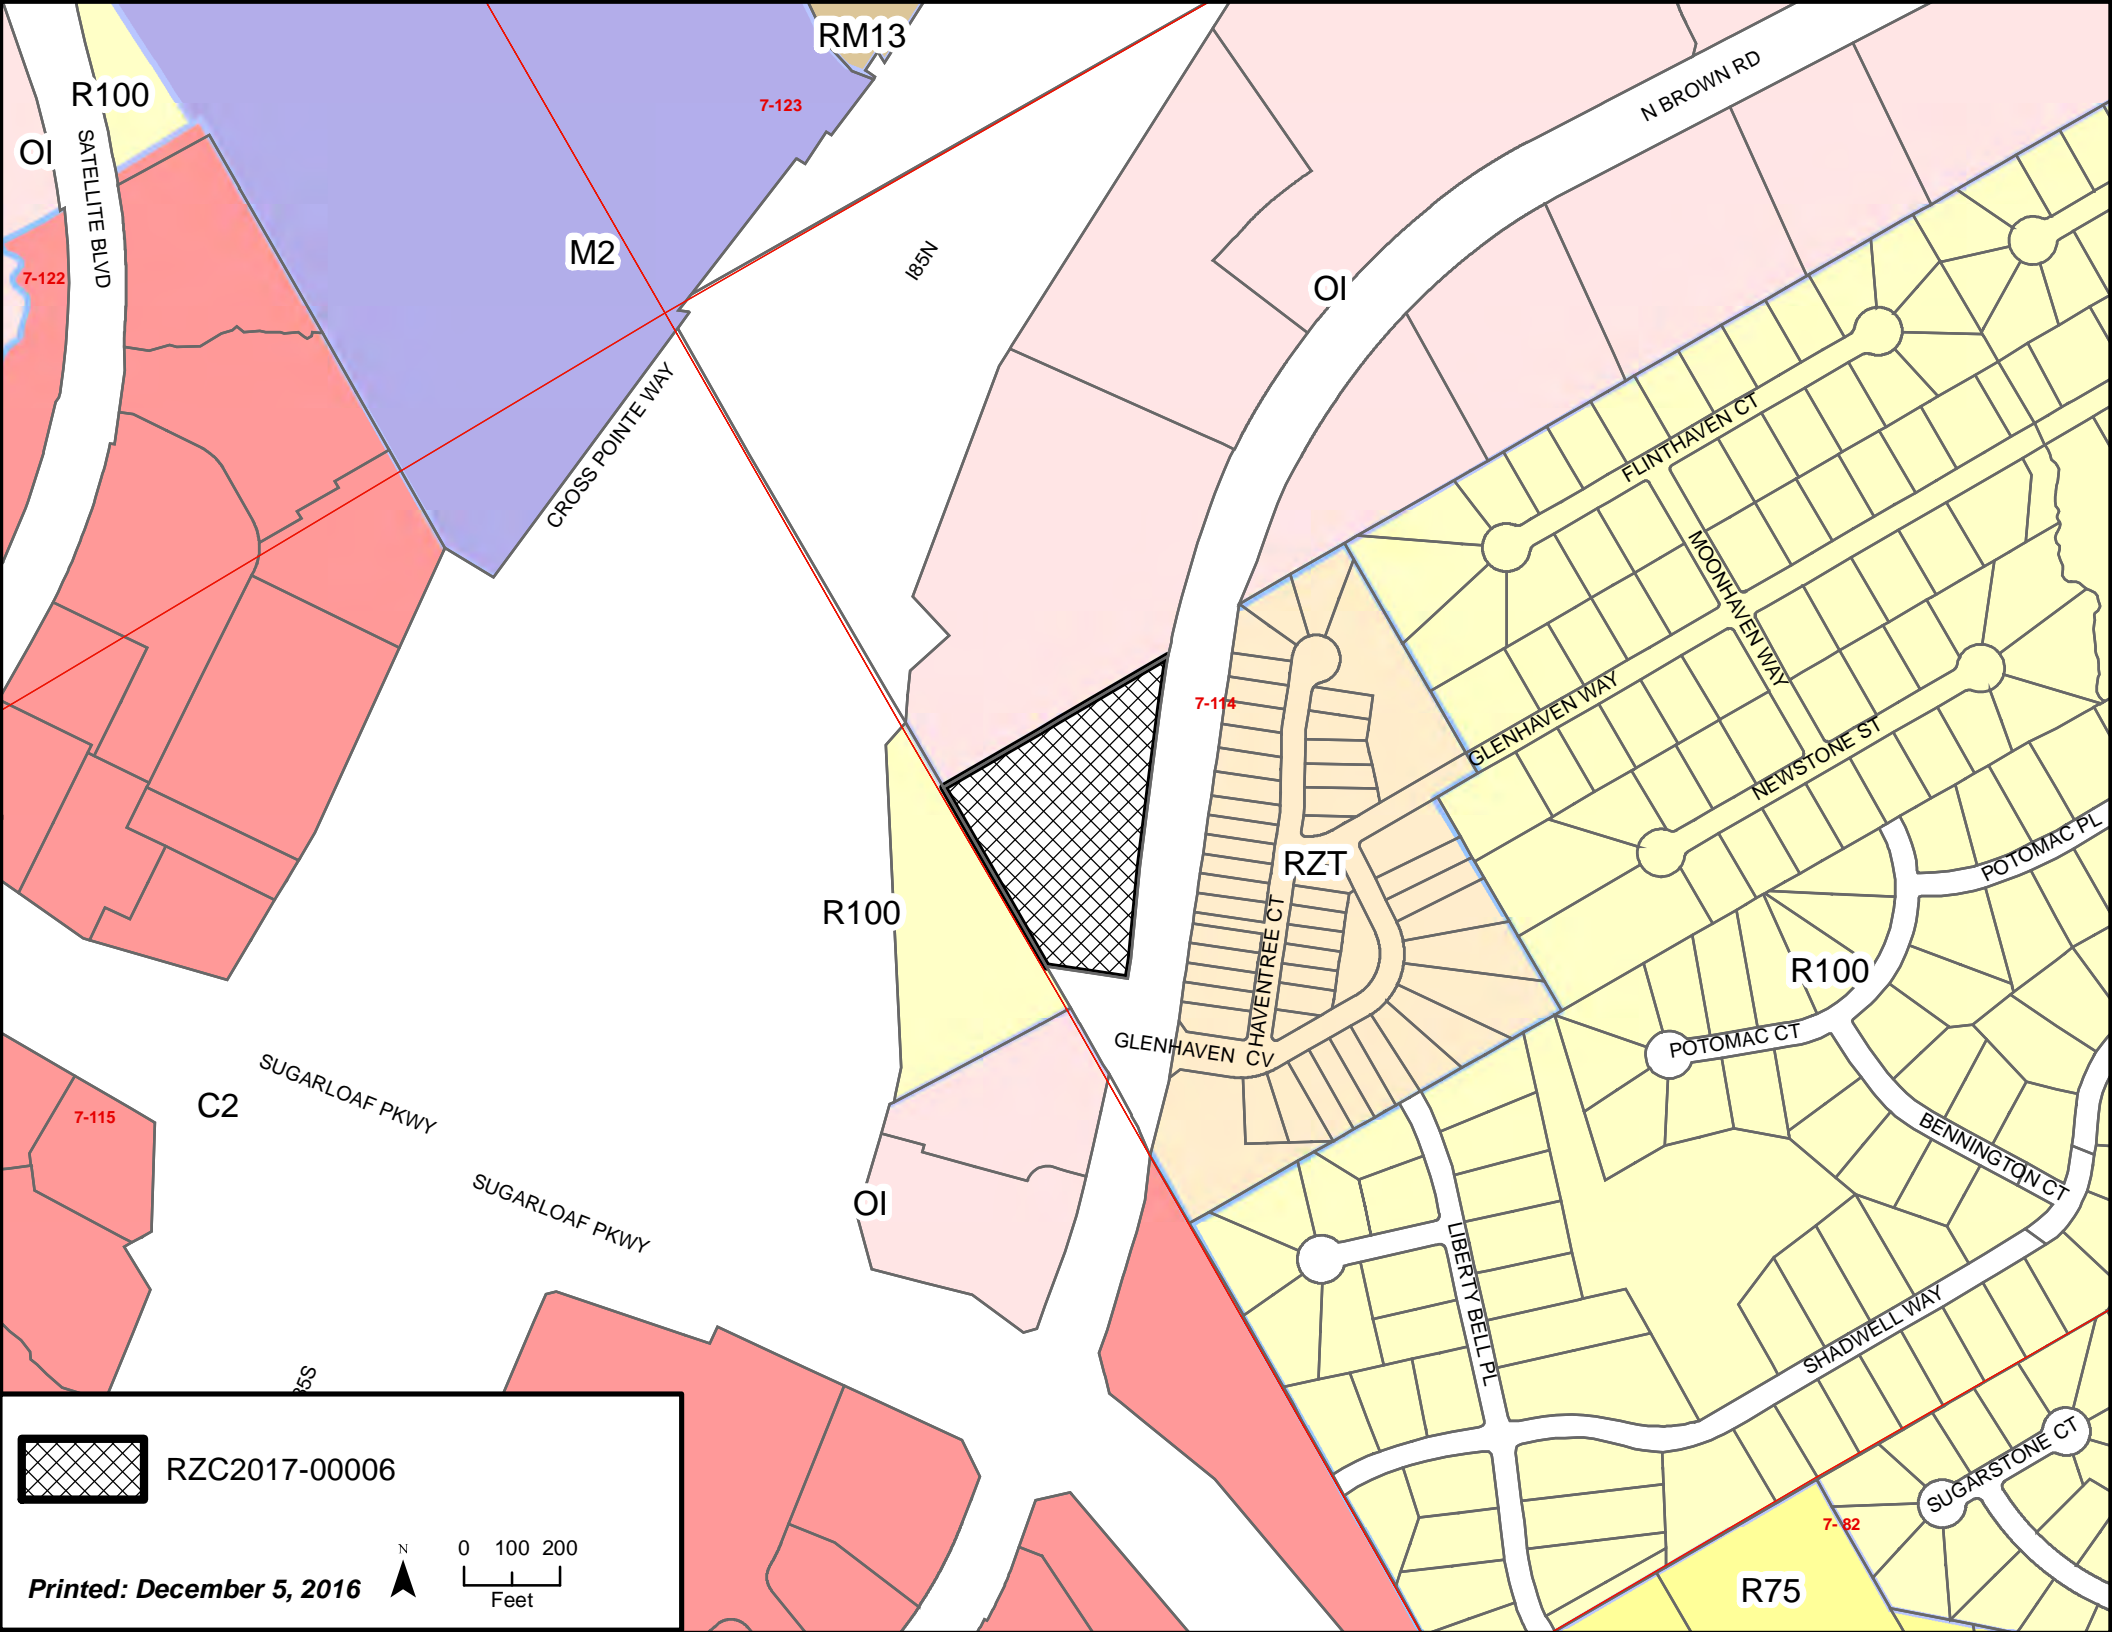 RM13
R100
7-123
N BROWN RD
OI
SATELLITE BLVD
M2
I85N
7-122
OI
CROSS POINTE WAY
FLINTHAVEN CT
MOONHAVEN WAY
7-114
GLENHAVEN WAY
NEWSTONE ST
POTOMAC PL
RZT
R100
HAVENTREE CT
R100
GLENHAVEN CV
POTOMAC CT
SUGARLOAF PKWY
C2
7-115
BENNINGTON CT
SUGARLOAF PKWY
OI
LIBERTY BELL PL
SHADWELL WAY
85S
SUGARSTONE CT
RZC2017-00006
7- 82
N
0 100 200
Feet
Printed: December 5, 2016
R75